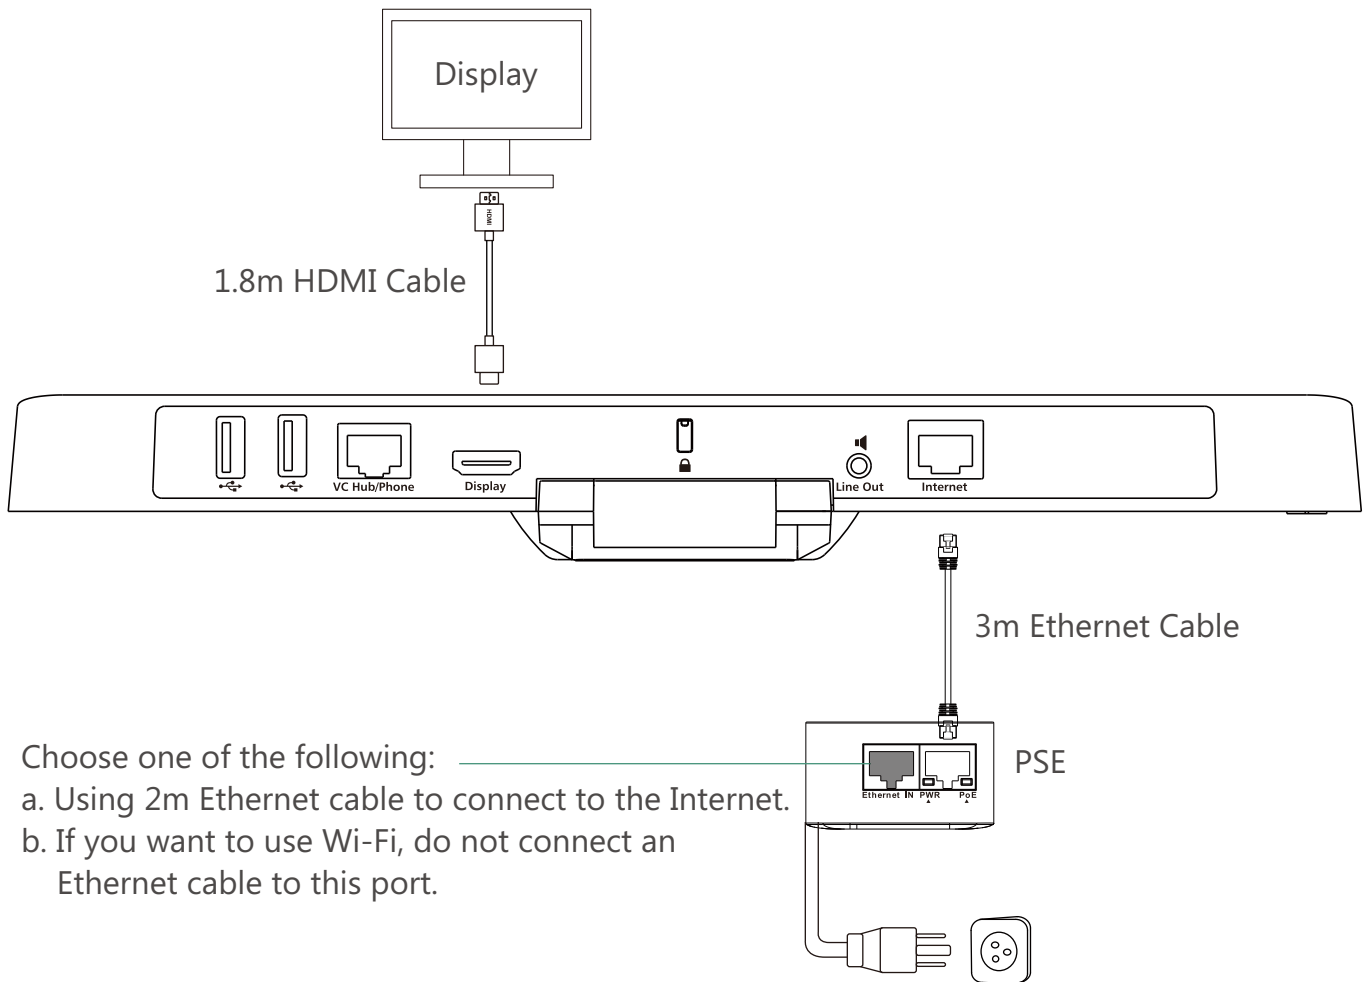 Display
HDMI
1.8m HDMI Cable
VC Hub/Phone
Display
Line Out
Internet
3m Ethernet Cable
PSE
Ethernet IN PWR PoE
Choose one of the following:
a. Using 2m Ethernet cable to connect to the Internet.
b. If you want to use Wi-Fi, do not connect an
Ethernet cable to this port.